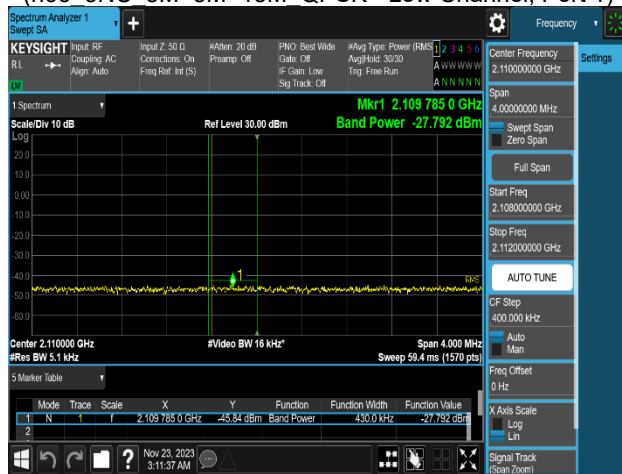 Spectrum Analyzer 1
Swept SA
KEYSIGHT Input: RF
RL Coupling: AC
Align: Auto
Input Z: 50 Ω
Corrections: On
Freq Ref: Int (S)
#Atten: 20 dB
Preamp: Off
PNO: Best Wide
Gate: Off
IF Gain: Low
Sig Track: Off
#Avg Type: Power (RMS
Avg|Hold: 30/30
Trig: Free Run
1 2 3 4 5 6
A W W W W W
A N N N N N
1 Spectrum
Scale/Div 10 dB
Ref Level 30.00 dBm
Mkr1 2.109 785 0 GHz
Band Power -27.792 dBm
Log
20.0
10.0
0.00
-10.0
-20.0
-30.0
-40.0
-50.0
-60.0
1
RMS
Center 2.110000 GHz
#Res BW 5.1 kHz
#Video BW 16 kHz*
Span 4.000 MHz
Sweep 59.4 ms (1570 pts)
5 Marker Table
Mode Trace Scale X Y Function Function Width Function Value
1 N 1 f 2.109 785 0 GHz -45.84 dBm Band Power 430.0 kHz -27.792 dBm
2
?
Nov 23, 2023
3:11:37 AM
Frequency
Settings
Center Frequency
2.110000000 GHz
Span
4.00000000 MHz
Swept Span
Zero Span
Full Span
Start Freq
2.108000000 GHz
Stop Freq
2.112000000 GHz
AUTO TUNE
CF Step
400.000 kHz
Auto
Man
Freq Offset
0 Hz
X Axis Scale
Log
Lin
Signal Track
(Span Zoom)